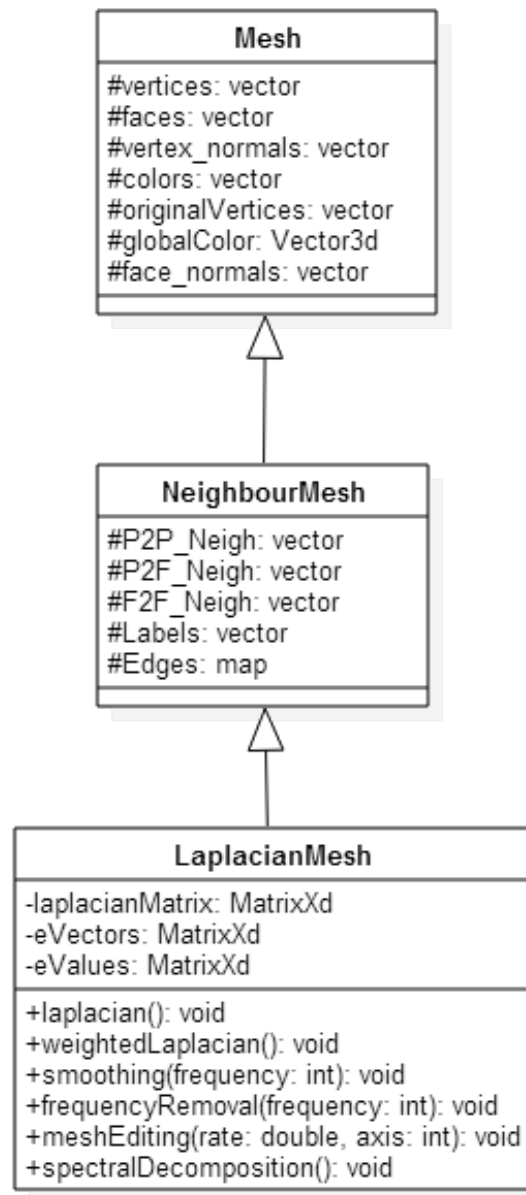 Mesh
#vertices: vector
#faces: vector
#vertex_normals: vector
#colors: vector
#originalVertices: vector
#globalColor: Vector3d
#face_normals: vector
NeighbourMesh
#P2P_Neigh: vector
#P2F_Neigh: vector
#F2F_Neigh: vector
#Labels: vector
#Edges: map
LaplacianMesh
-laplacianMatrix: MatrixXd
-eVectors: MatrixXd
-eValues: MatrixXd
+laplacian(): void
+weightedLaplacian(): void
+smoothing(frequency: int): void
+frequencyRemoval(frequency: int): void
+meshEditing(rate: double, axis: int): void
+spectralDecomposition(): void